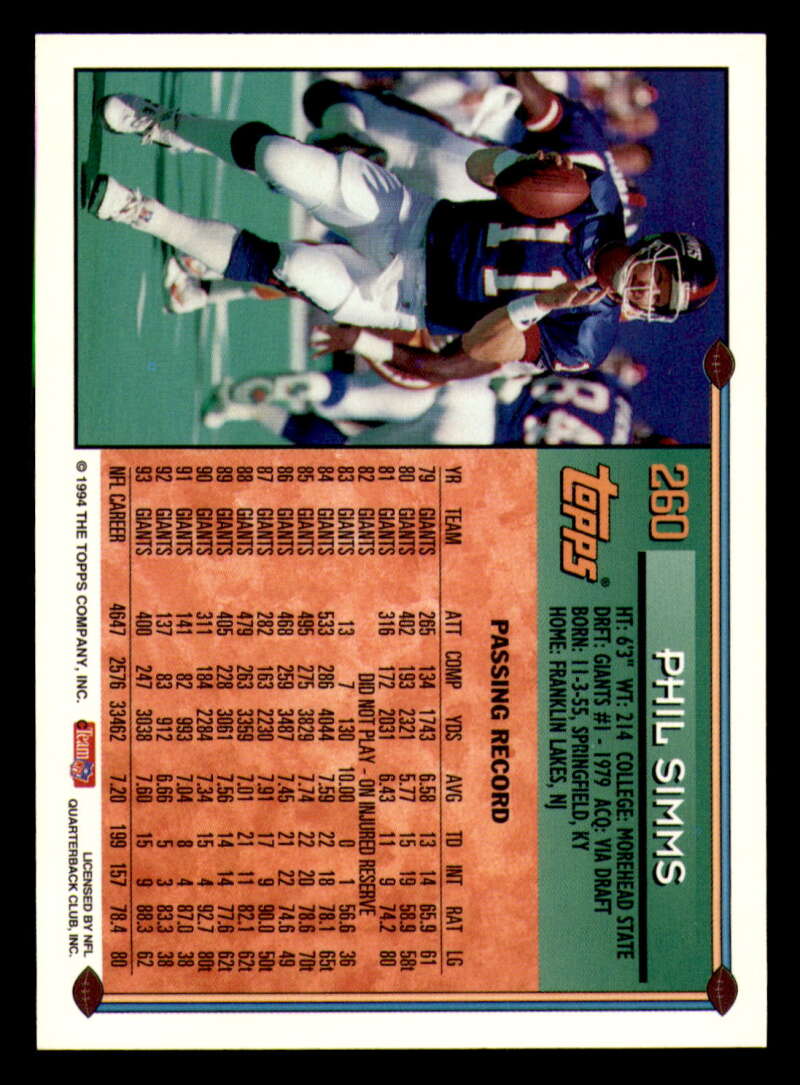 260
PHIL SIMMS
TOPPS®
HT: 6'3" WT: 214 COLLEGE: MOREHEAD STATE
DRFT: GIANTS #1 - 1979 ACQ: VIA DRAFT
BORN: 11-3-55, SPRINGFIELD, KY
HOME: FRANKLIN LAKES, NJ
PASSING RECORD
YR TEAM ATT COMP YDS AVG TD INT RAT LG
79 GIANTS 265 134 1743 6.58 13 14 65.9 61
80 GIANTS 402 193 2321 5.77 15 19 58.9 58t
81 GIANTS 316 172 2031 6.43 11 9 74.2 80
82 DID NOT PLAY - ON INJURED RESERVE
83 GIANTS 13 7 130 10.00 0 1 56.6 36
84 GIANTS 533 286 4044 7.59 22 18 78.1 65t
85 GIANTS 495 275 3829 7.74 22 20 78.6 70t
86 GIANTS 468 259 3487 7.45 21 22 74.6 49
87 GIANTS 282 163 2230 7.91 17 9 90.0 50t
88 GIANTS 479 263 3359 7.01 21 11 82.1 62t
89 GIANTS 405 228 3061 7.56 14 14 77.6 62t
90 GIANTS 311 184 2284 7.34 15 4 92.7 80t
91 GIANTS 141 82 993 7.04 8 4 87.0 38
92 GIANTS 137 83 912 6.66 5 3 83.3 38
93 GIANTS 400 247 3038 7.60 15 9 88.3 62
NFL CAREER 4647 2576 33462 7.20 199 157 78.4 80
© 1994 THE TOPPS COMPANY, INC.
Team NFL
LICENSED BY NFL
QUARTERBACK CLUB, INC.
11
84
GIANTS